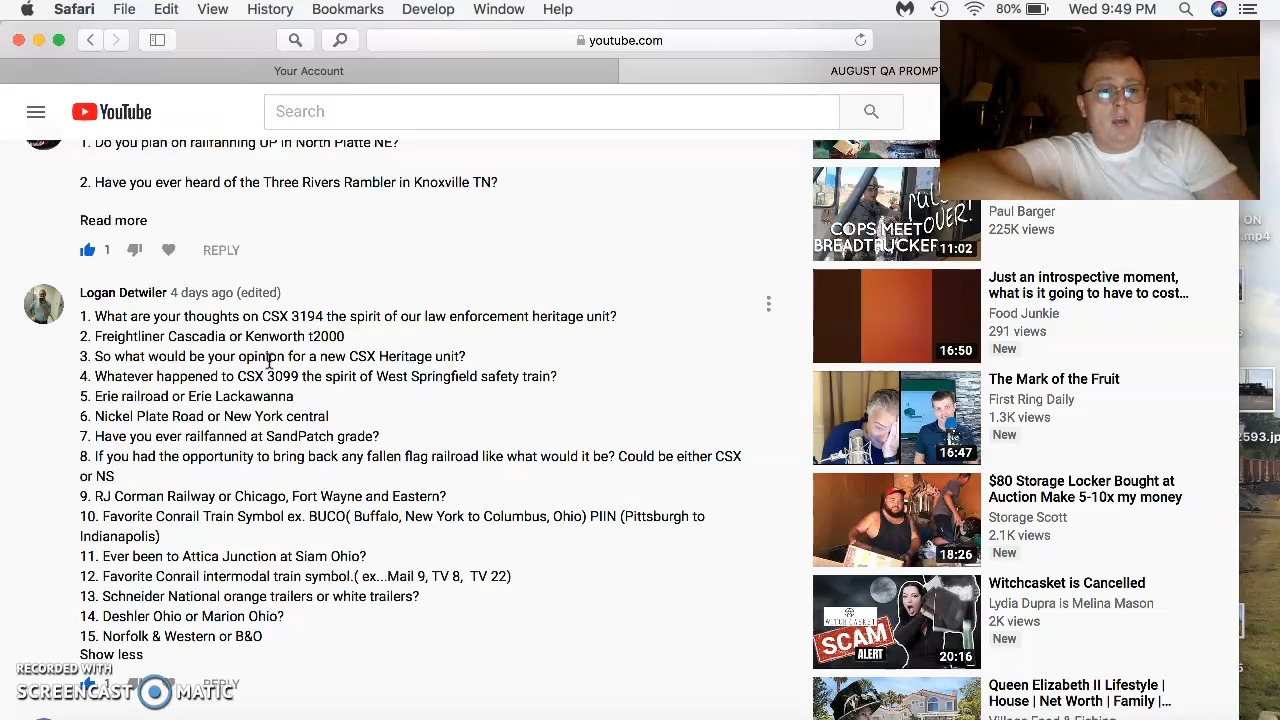 Safari File Edit View History Bookmarks Develop Window Help 80% Wed 9:49 PM
youtube.com
Your Account
AUGUST QA PROMP
YouTube
Search
1. Do you plan on railfanning UP in North Platte NE?
2. Have you ever heard of the Three Rivers Rambler in Knoxville TN?
Read more
1 REPLY
Logan Detwiler 4 days ago (edited)
1. What are your thoughts on CSX 3194 the spirit of our law enforcement heritage unit?
2. Freightliner Cascadia or Kenworth t2000
3. So what would be your opinion for a new CSX Heritage unit?
4. Whatever happened to CSX 3099 the spirit of West Springfield safety train?
5. Erie railroad or Erie Lackawanna
6. Nickel Plate Road or New York central
7. Have you ever railfanned at Sand Patch grade?
8. If you had the opportunity to bring back any fallen flag railroad like what would it be? Could be either CSX
or NS
9. RJ Corman Railway or Chicago, Fort Wayne and Eastern?
10. Favorite Conrail Train Symbol ex. BUCO( Buffalo, New York to Columbus, Ohio) PIIN (Pittsburgh to
Indianapolis)
11. Ever been to Attica Junction at Siam Ohio?
12. Favorite Conrail intermodal train symbol.( ex...Mail 9, TV 8, TV 22)
13. Schneider National orange trailers or white trailers?
14. Deshler Ohio or Marion Ohio?
15. Norfolk & Western or B&O
Show less
REPLY
RECORDED WITH
SCREENCAST MATIC
PULL
OVER!
COPS MEET
BREADTRUCKER
11:02
Paul Barger
225K views
16:50
Just an introspective moment,
what is it going to have to cost...
Food Junkie
291 views
New
16:47
The Mark of the Fruit
First Ring Daily
1.3K views
New
18:26
$80 Storage Locker Bought at
Auction Make 5-10x my money
Storage Scott
2.1K views
New
WITCH CASKET
SCAM
ALERT
20:16
Witchcasket is Cancelled
Lydia Dupra is Melina Mason
2K views
New
Queen Elizabeth II Lifestyle |
House | Net Worth | Family |...
ON
...mp4
2593.jp